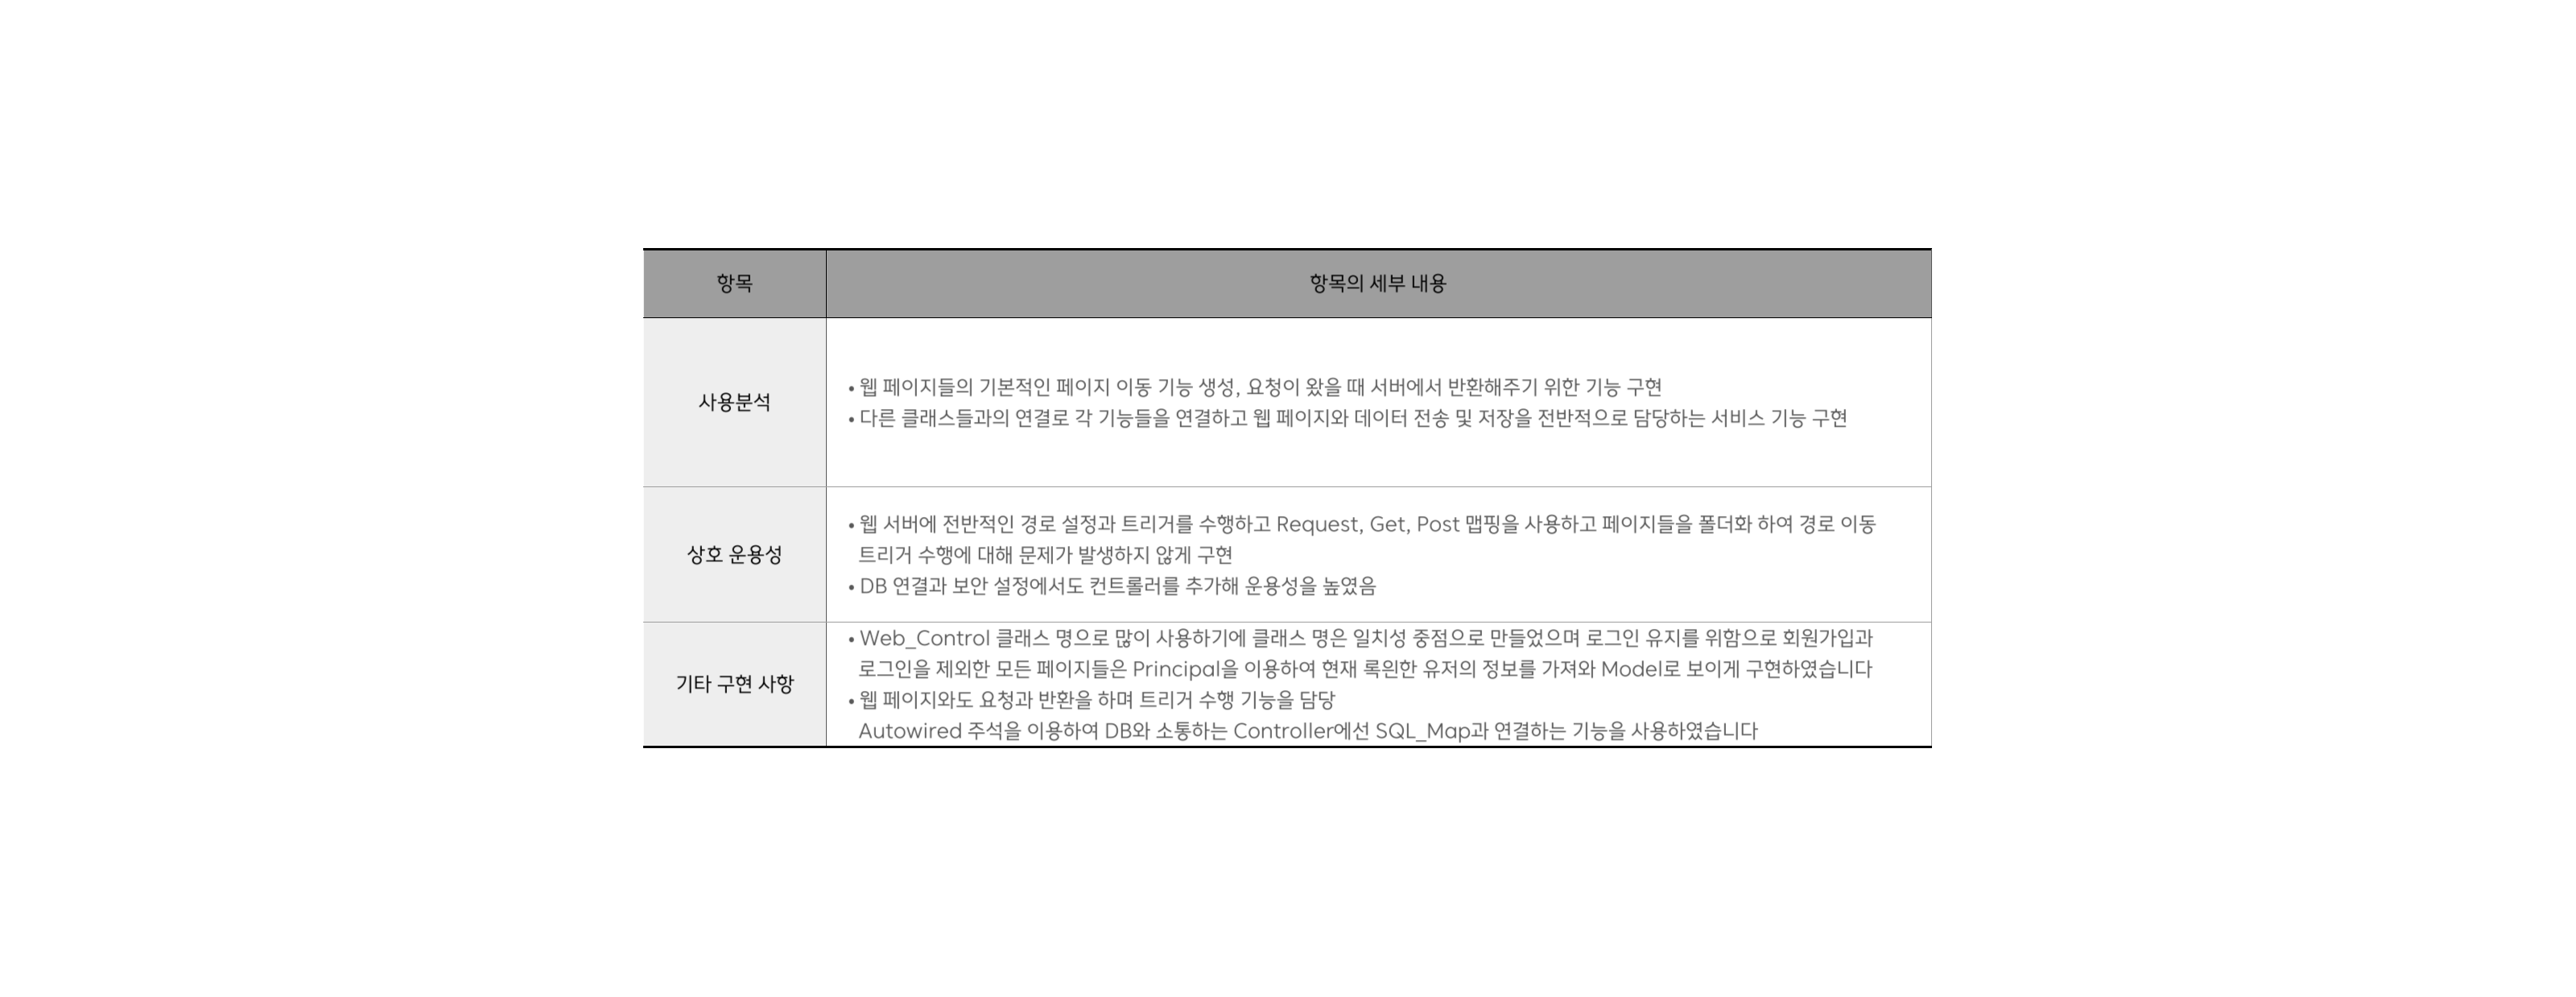 항목
항목의 세부 내용
사용분석
• 웹 페이지들의 기본적인 페이지 이동 기능 생성, 요청이 왔을 때 서버에서 반환해주기 위한 기능 구현
• 다른 클래스들과의 연결로 각 기능들을 연결하고 웹 페이지와 데이터 전송 및 저장을 전반적으로 담당하는 서비스 기능 구현
상호 운용성
• 웹 서버에 전반적인 경로 설정과 트리거를 수행하고 Request, Get, Post 맵핑을 사용하고 페이지들을 폴더화 하여 경로 이동
트리거 수행에 대해 문제가 발생하지 않게 구현
• DB 연결과 보안 설정에서도 컨트롤러를 추가해 운용성을 높였음
기타 구현 사항
• Web_Control 클래스 명으로 많이 사용하기에 클래스 명은 일치성 중점으로 만들었으며 로그인 유지를 위함으로 회원가입과
로그인을 제외한 모든 페이지들은 Principal을 이용하여 현재 록읜한 유저의 정보를 가져와 Model로 보이게 구현하였습니다
• 웹 페이지와도 요청과 반환을 하며 트리거 수행 기능을 담당
Autowired 주석을 이용하여 DB와 소통하는 Controller에선 SQL_Map과 연결하는 기능을 사용하였습니다